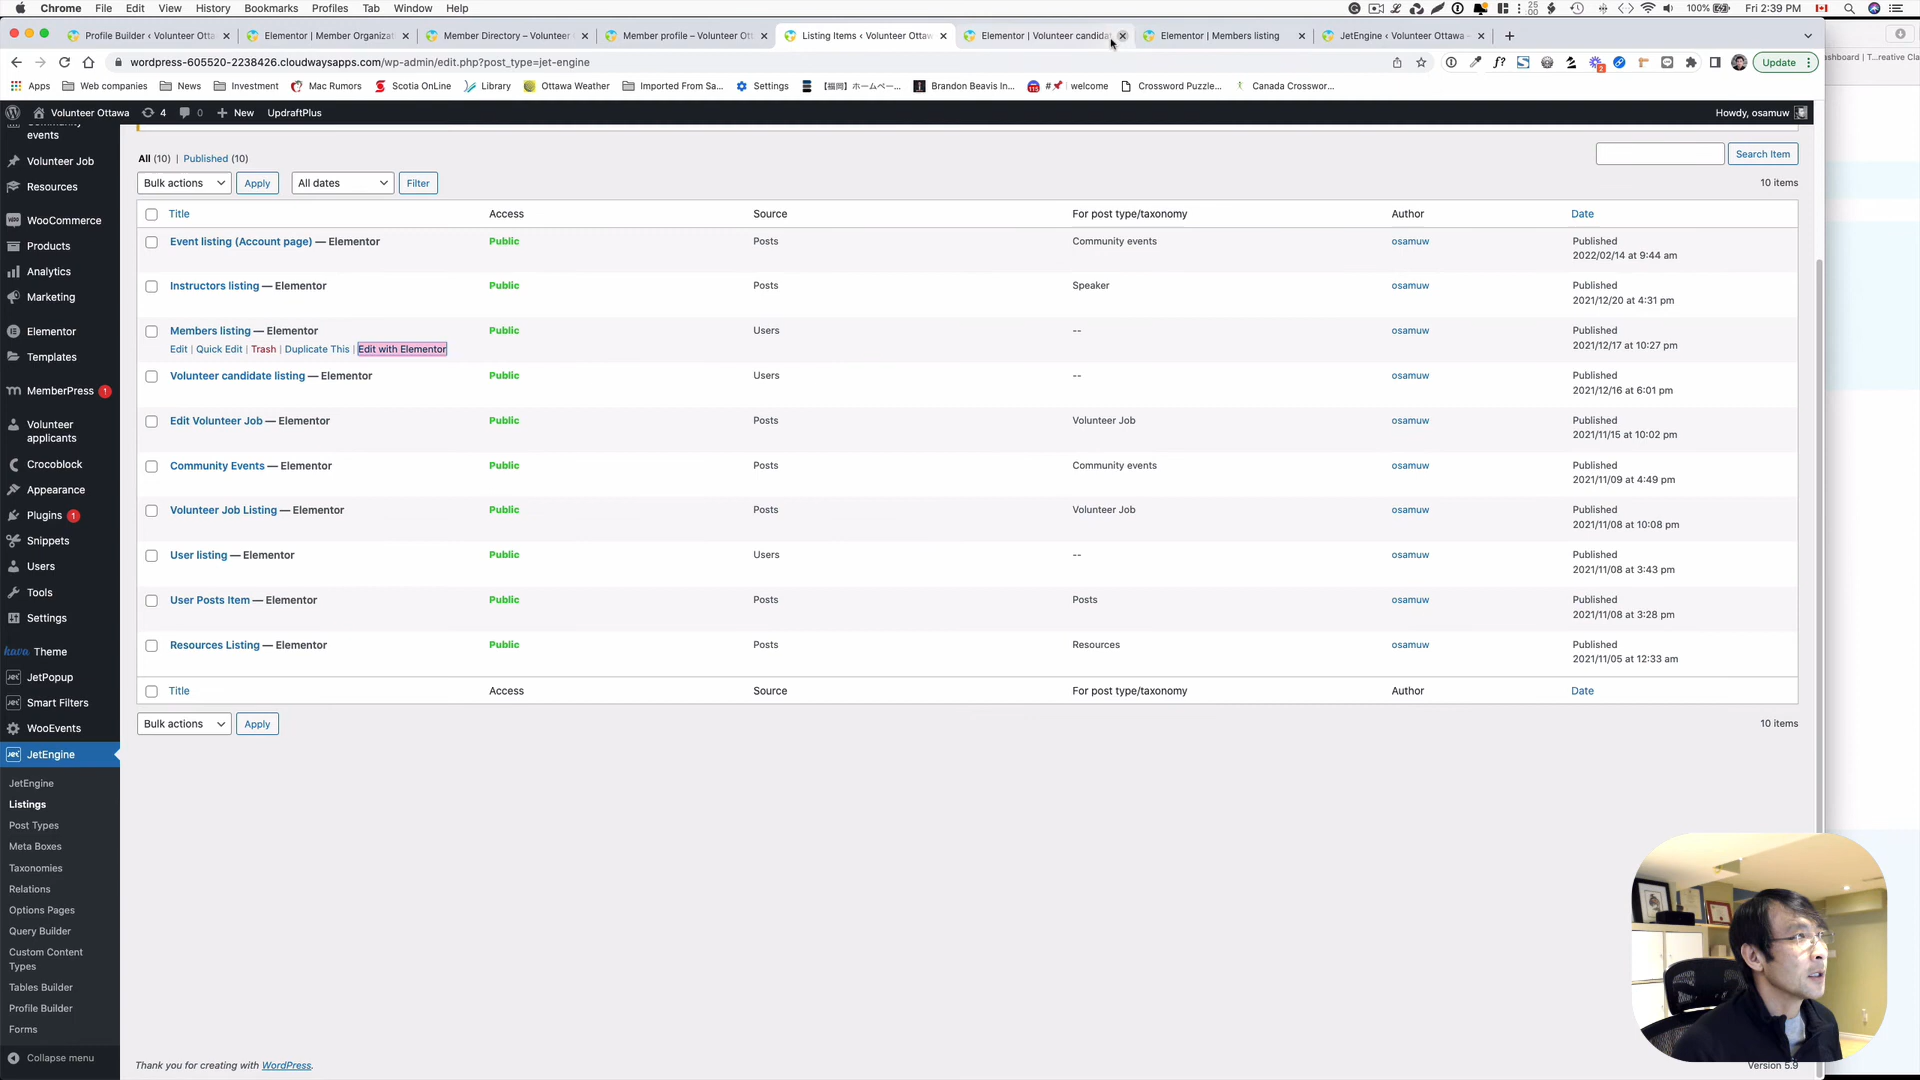 Chrome File Edit View History Bookmarks Profiles Tab Window Help
25
00
100%
Fri 2:39 PM
Profile Builder ‹ Volunteer Otta
Elementor | Member Organizat
Member Directory – Volunteer
Member profile – Volunteer Ott
Listing Items ‹ Volunteer Ottaw
Elementor | Volunteer candida
Elementor | Members listing
JetEngine ‹ Volunteer Ottawa
wordpress-605520-2238426.cloudwaysapps.com/wp-admin/edit.php?post_type=jet-engine
Update
Apps
Web companies
News
Investment
Mac Rumors
Scotia OnLine
Library
Ottawa Weather
Imported From Sa...
Settings
【福岡】ホームペー...
Brandon Beavis In...
welcome
Crossword Puzzle...
Canada Crosswor...
ashboard | T...reative Cla
Volunteer Ottawa
4
0
New
UpdraftPlus
Howdy, osamuw
events
Volunteer Job
Resources
WooCommerce
Products
Analytics
Marketing
Elementor
Templates
MemberPress 1
Volunteer
applicants
Crocoblock
Appearance
Plugins 1
Snippets
Users
Tools
Settings
kava Theme
JetPopup
Smart Filters
WooEvents
JetEngine
JetEngine
Listings
Post Types
Meta Boxes
Taxonomies
Relations
Options Pages
Query Builder
Custom Content
Types
Tables Builder
Profile Builder
Forms
Collapse menu
All (10) | Published (10)
Search Item
Bulk actions
Apply
All dates
Filter
10 items
Title Access Source For post type/taxonomy Author Date
Event listing (Account page) — Elementor Public Posts Community events osamuw Published
2022/02/14 at 9:44 am
Instructors listing — Elementor Public Posts Speaker osamuw Published
2021/12/20 at 4:31 pm
Members listing — Elementor Public Users -- osamuw Published
Edit | Quick Edit | Trash | Duplicate This | Edit with Elementor 2021/12/17 at 10:27 pm
Volunteer candidate listing — Elementor Public Users -- osamuw Published
2021/12/16 at 6:01 pm
Edit Volunteer Job — Elementor Public Posts Volunteer Job osamuw Published
2021/11/15 at 10:02 pm
Community Events — Elementor Public Posts Community events osamuw Published
2021/11/09 at 4:49 pm
Volunteer Job Listing — Elementor Public Posts Volunteer Job osamuw Published
2021/11/08 at 10:08 pm
User listing — Elementor Public Users -- osamuw Published
2021/11/08 at 3:43 pm
User Posts Item — Elementor Public Posts Posts osamuw Published
2021/11/08 at 3:28 pm
Resources Listing — Elementor Public Posts Resources osamuw Published
2021/11/05 at 12:33 am
Title Access Source For post type/taxonomy Author Date
Bulk actions
Apply
10 items
Thank you for creating with WordPress.
Version 5.9